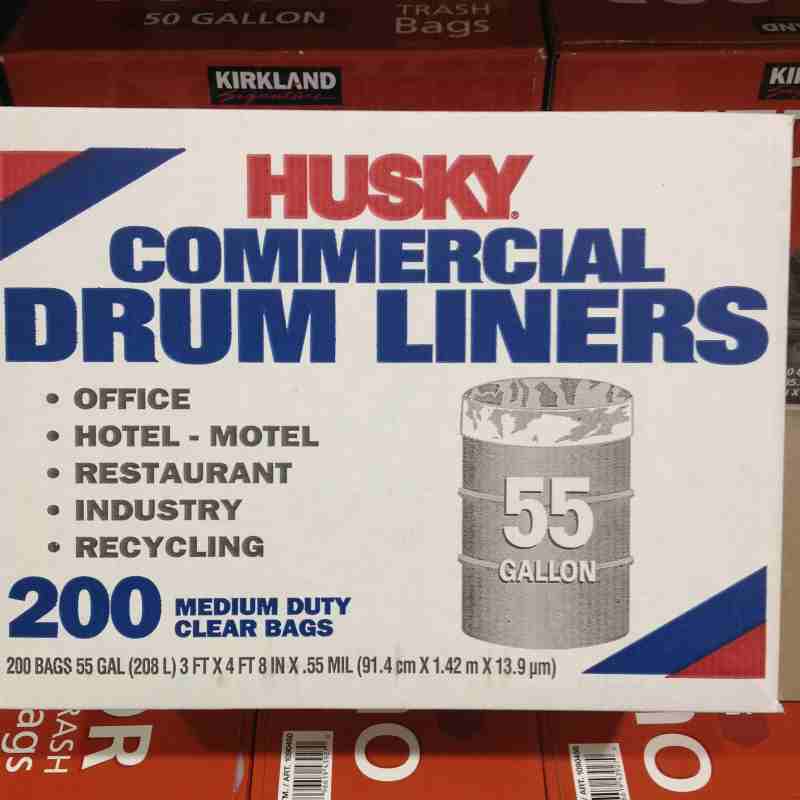 50 GALLON
TRASH
Bags
KIRKLAND
Signature
HUSKY®
COMMERCIAL
DRUM LINERS
• OFFICE
• HOTEL - MOTEL
• RESTAURANT
• INDUSTRY
• RECYCLING
55
GALLON
200 MEDIUM DUTY
CLEAR BAGS
200 BAGS 55 GAL (208 L) 3 FT X 4 FT 8 IN X .55 MIL (91.4 cm X 1.42 m X 13.9 µm)